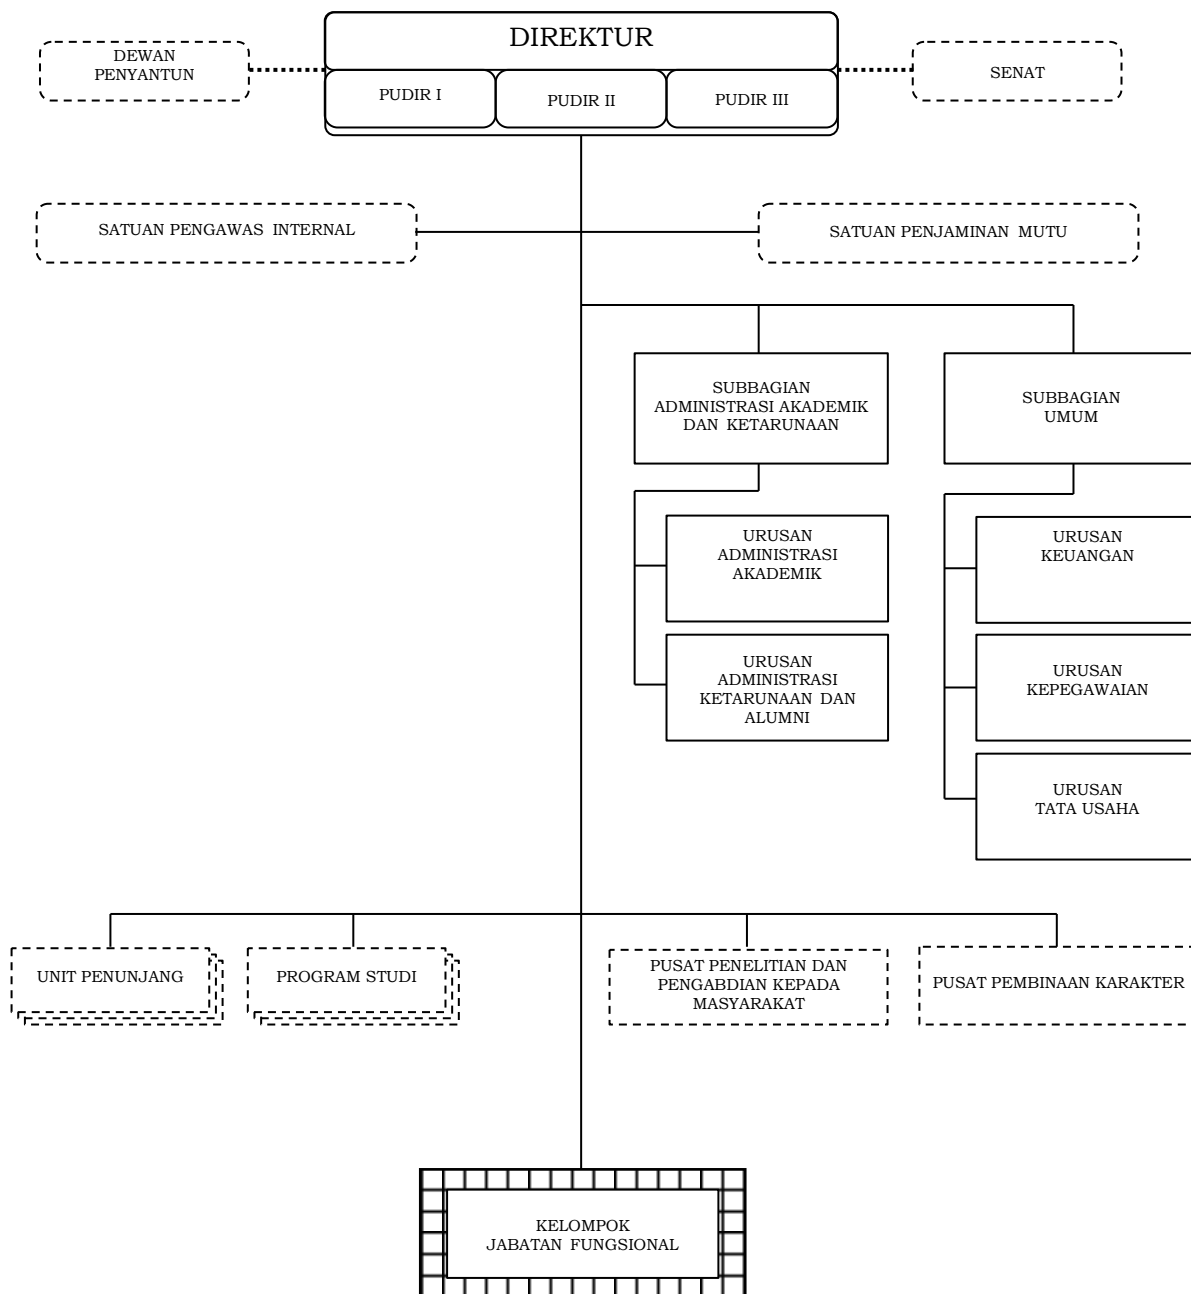 DIREKTUR
DEWAN
PENYANTUN
SENAT
PUDIR I
PUDIR II
PUDIR III
SATUAN PENGAWAS INTERNAL
SATUAN PENJAMINAN MUTU
SUBBAGIAN
ADMINISTRASI AKADEMIK
DAN KETARUNAAN
SUBBAGIAN
UMUM
URUSAN
ADMINISTRASI
AKADEMIK
URUSAN
KEUANGAN
URUSAN
ADMINISTRASI
KETARUNAAN DAN
ALUMNI
URUSAN
KEPEGAWAIAN
URUSAN
TATA USAHA
UNIT PENUNJANG
PROGRAM STUDI
PUSAT PENELITIAN DAN
PENGABDIAN KEPADA
MASYARAKAT
PUSAT PEMBINAAN KARAKTER
KELOMPOK
JABATAN FUNGSIONAL